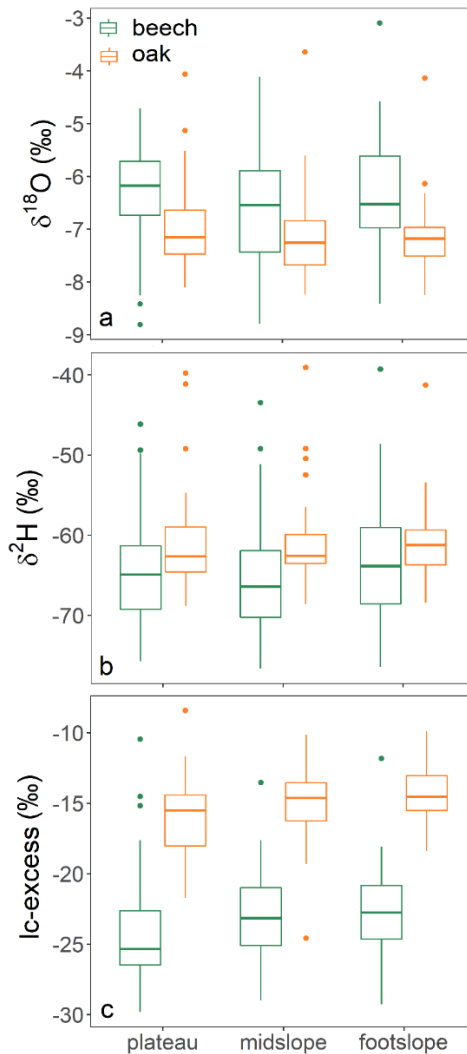 beech
oak
δ18O (‰)
-3
-4
-5
-6
-7
-8
-9
a
δ2H (‰)
-40
-50
-60
-70
b
lc-excess (‰)
-10
-15
-20
-25
-30
c
plateau midslope footslope